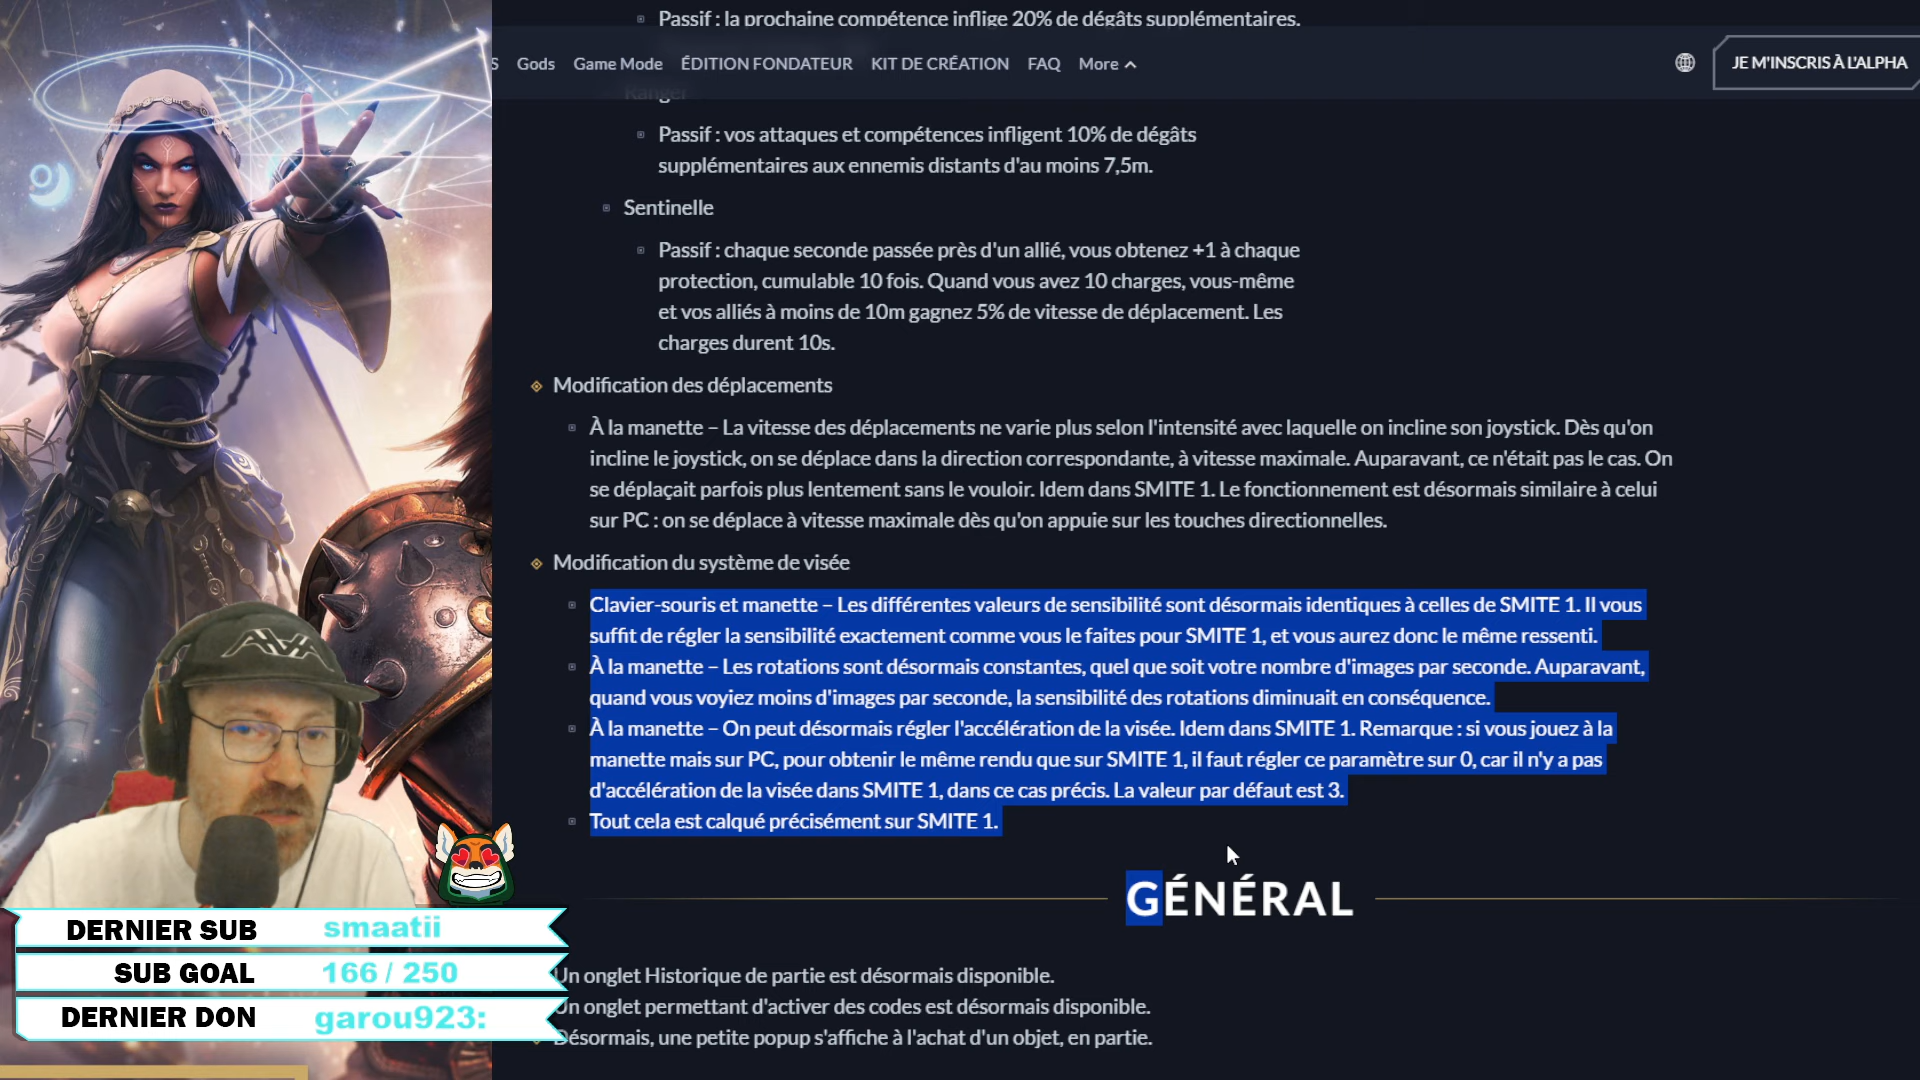 Passif : la prochaine compétence inflige 20% de dégâts supplémentaires.
S Gods Game Mode ÉDITION FONDATEUR KIT DE CRÉATION FAQ More JE M'INSCRIS À L'ALPHA
Ranger
Passif : vos attaques et compétences infligent 10% de dégâts
supplémentaires aux ennemis distants d'au moins 7,5m.
Sentinelle
Passif : chaque seconde passée près d'un allié, vous obtenez +1 à chaque
protection, cumulable 10 fois. Quand vous avez 10 charges, vous-même
et vos alliés à moins de 10m gagnez 5% de vitesse de déplacement. Les
charges durent 10s.
Modification des déplacements
À la manette – La vitesse des déplacements ne varie plus selon l'intensité avec laquelle on incline son joystick. Dès qu'on
incline le joystick, on se déplace dans la direction correspondante, à vitesse maximale. Auparavant, ce n'était pas le cas. On
se déplaçait parfois plus lentement sans le vouloir. Idem dans SMITE 1. Le fonctionnement est désormais similaire à celui
sur PC : on se déplace à vitesse maximale dès qu'on appuie sur les touches directionnelles.
Modification du système de visée
Clavier-souris et manette – Les différentes valeurs de sensibilité sont désormais identiques à celles de SMITE 1. Il vous
suffit de régler la sensibilité exactement comme vous le faites pour SMITE 1, et vous aurez donc le même ressenti.
À la manette – Les rotations sont désormais constantes, quel que soit votre nombre d'images par seconde. Auparavant,
quand vous voyiez moins d'images par seconde, la sensibilité des rotations diminuait en conséquence.
À la manette – On peut désormais régler l'accélération de la visée. Idem dans SMITE 1. Remarque : si vous jouez à la
manette mais sur PC, pour obtenir le même rendu que sur SMITE 1, il faut régler ce paramètre sur 0, car il n'y a pas
d'accélération de la visée dans SMITE 1, dans ce cas précis. La valeur par défaut est 3.
Tout cela est calqué précisément sur SMITE 1.
GÉNÉRAL
Un onglet Historique de partie est désormais disponible.
Un onglet permettant d'activer des codes est désormais disponible.
Désormais, une petite popup s'affiche à l'achat d'un objet, en partie.
DERNIER SUB smaatii
SUB GOAL 166 / 250
DERNIER DON garou923: